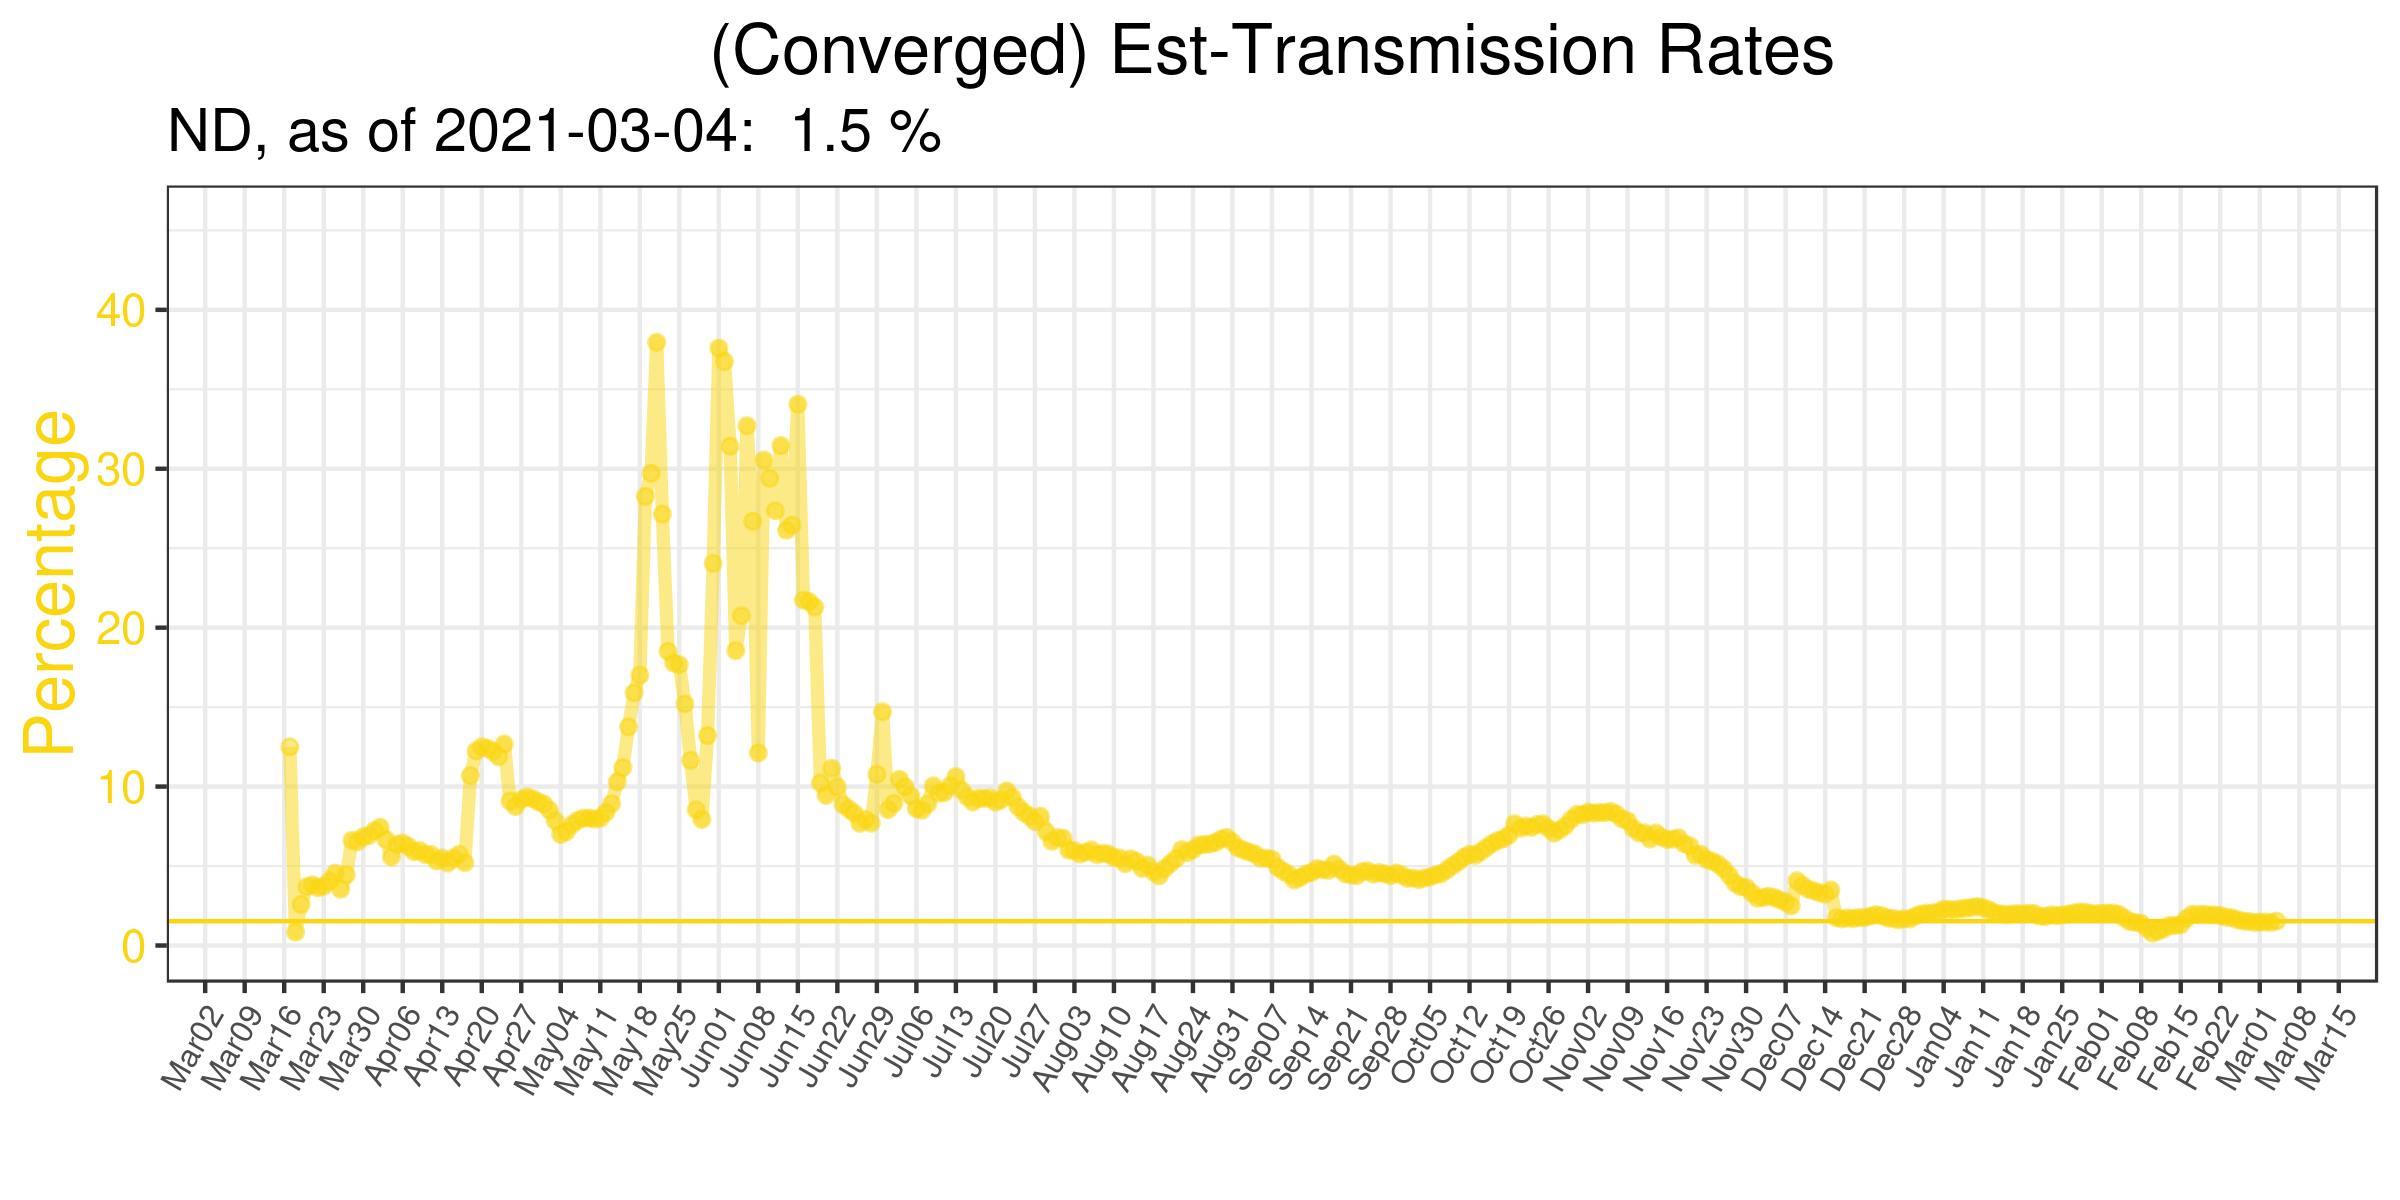 (Converged) Est-Transmission Rates
ND, as of 2021-03-04:  1.5 %
Percentage
40
30
20
10
0
Mar02
Mar09
Mar16
Mar23
Mar30
Apr06
Apr13
Apr20
Apr27
May04
May11
May18
May25
Jun01
Jun08
Jun15
Jun22
Jun29
Jul06
Jul13
Jul20
Jul27
Aug03
Aug10
Aug17
Aug24
Aug31
Sep07
Sep14
Sep21
Sep28
Oct05
Oct12
Oct19
Oct26
Nov02
Nov09
Nov16
Nov23
Nov30
Dec07
Dec14
Dec21
Dec28
Jan04
Jan11
Jan18
Jan25
Feb01
Feb08
Feb15
Feb22
Mar01
Mar08
Mar15